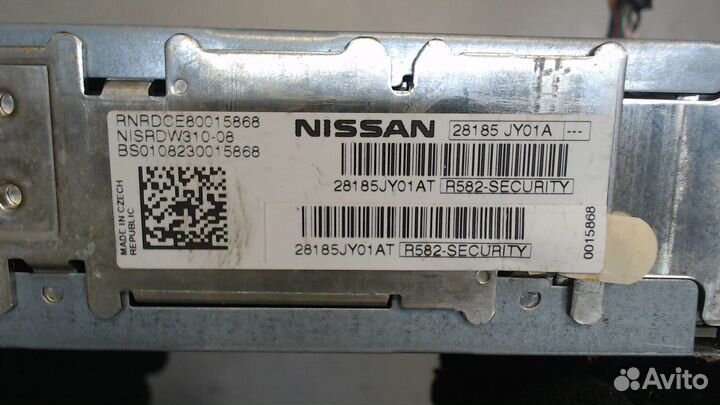 RNRDCE80015868
NISRDW310-08
BS0108230015868
MADE IN CZECH
REPUBLIC
NISSAN
28185 JY01A ---
28185JY01AT R582-SECURITY
28185JY01AT R582-SECURITY
0015868
Avito